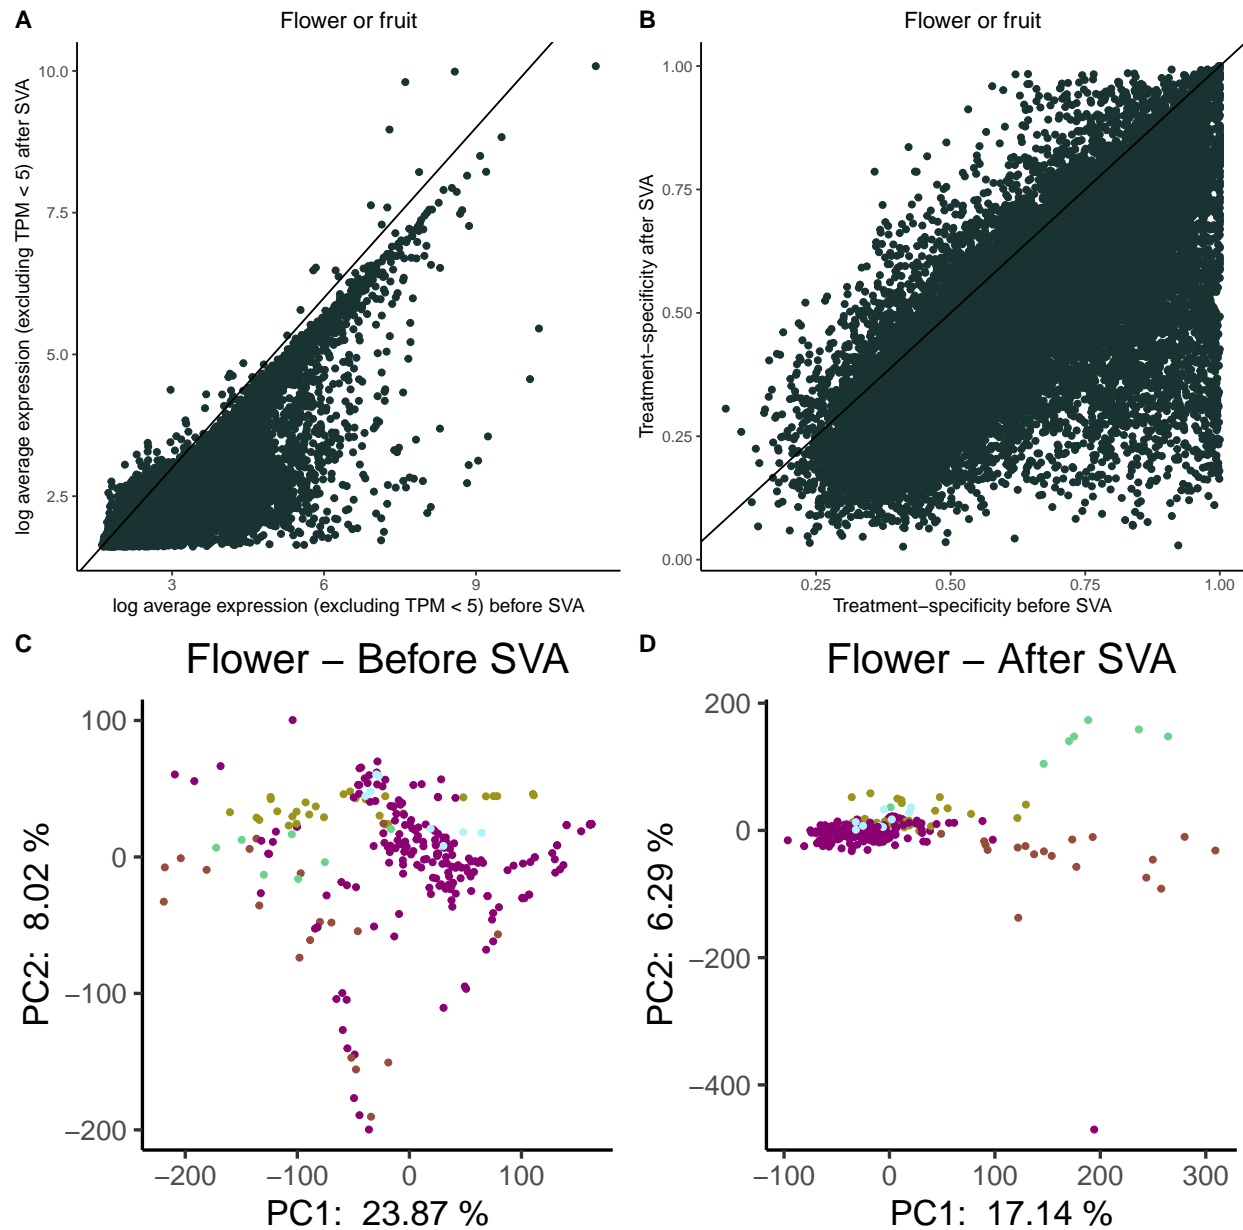 A
Flower or fruit
log average expression (excluding TPM < 5) after SVA
10.0
7.5
5.0
2.5
3
6
9
log average expression (excluding TPM < 5) before SVA
B
Flower or fruit
Treatment–specificity after SVA
1.00
0.75
0.50
0.25
0.00
0.25
0.50
0.75
1.00
Treatment–specificity before SVA
C
Flower – Before SVA
PC2: 8.02 %
100
0
−100
−200
−200
−100
0
100
PC1: 23.87 %
D
Flower – After SVA
PC2: 6.29 %
200
0
−200
−400
−100
0
100
200
300
PC1: 17.14 %